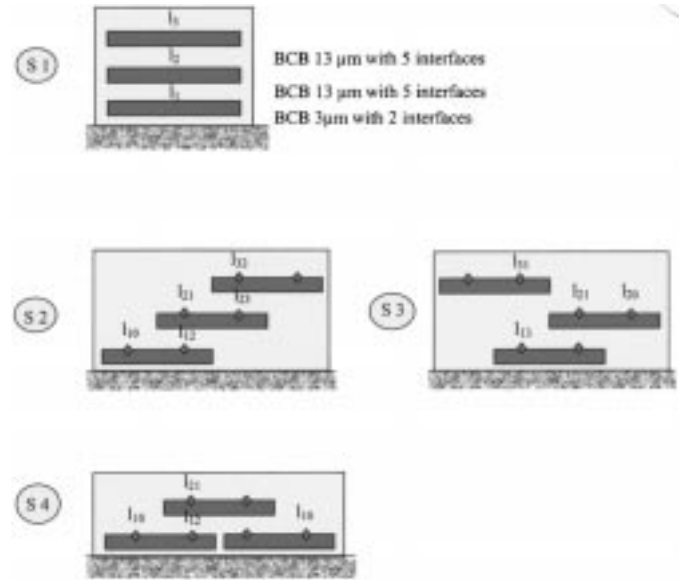 I₃
S 1
I₂
BCB 13 µm with 5 interfaces
I₁
BCB 13 µm with 5 interfaces
BCB 3µm with 2 interfaces
I₃₂
S 2
I₂₁ I₂₃
I₁₀ I₁₂
S 3
I₃₁
I₂₁ I₂₀
I₁₃
S 4
I₂₁
I₁₀ I₁₂ I₁₀